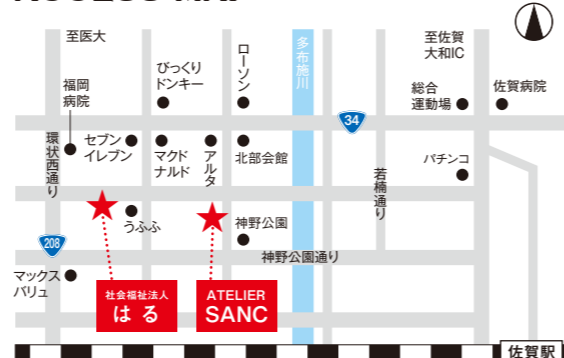 ACCESS MAP
至医大
福岡
病院
びっくり
ドンキー
ローソン
多布施川
至佐賀
大和IC
総合
運動場
佐賀病院
34
環状西通り
セブン
イレブン
マクド
ナルド
アルタ
北部会館
若楠通り
パチンコ
うふふ
神野公園
208
神野公園通り
マックス
バリュ
社会福祉法人
はる
ATELIER
SANC
佐賀駅